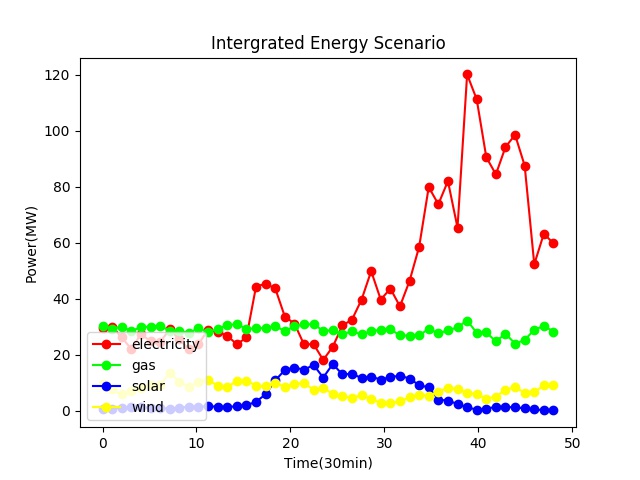 Intergrated Energy Scenario
Power(MW)
120
100
80
60
40
20
0
electricity
gas
solar
wind
0 10 20 30 40 50
Time(30min)